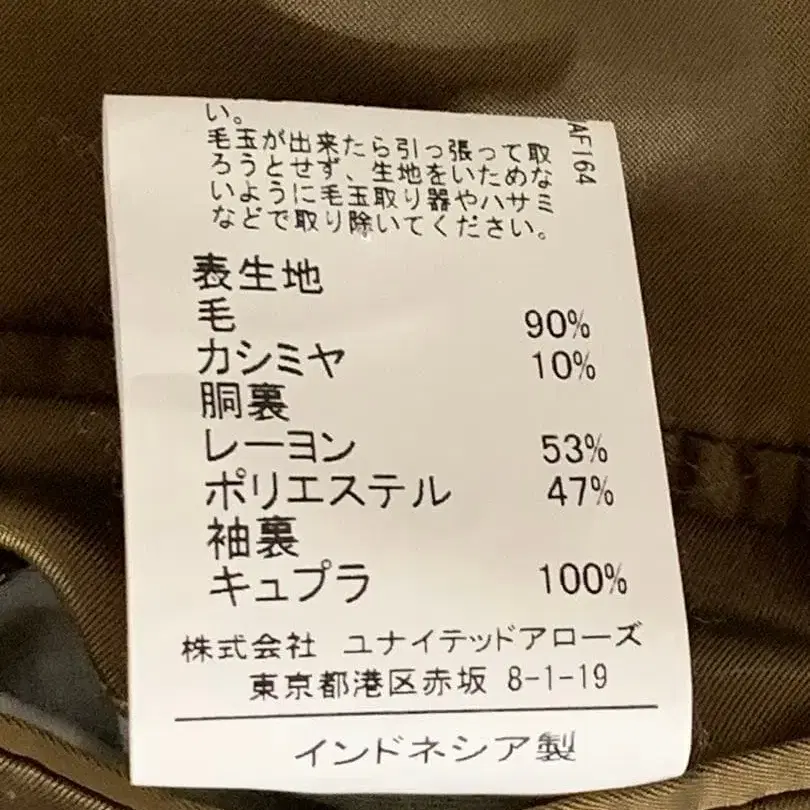 い。
毛玉が出来たら引っ張って取
ろうとせず、生地をいためな
いように毛玉取り器やハサミ
などで取り除いてください。
AF164
表生地
毛 90%
カシミヤ 10%
胴裏
レーヨン 53%
ポリエステル 47%
袖裏
キュプラ 100%
株式会社 ユナイテッドアローズ
東京都港区赤坂 8-1-19
インドネシア製